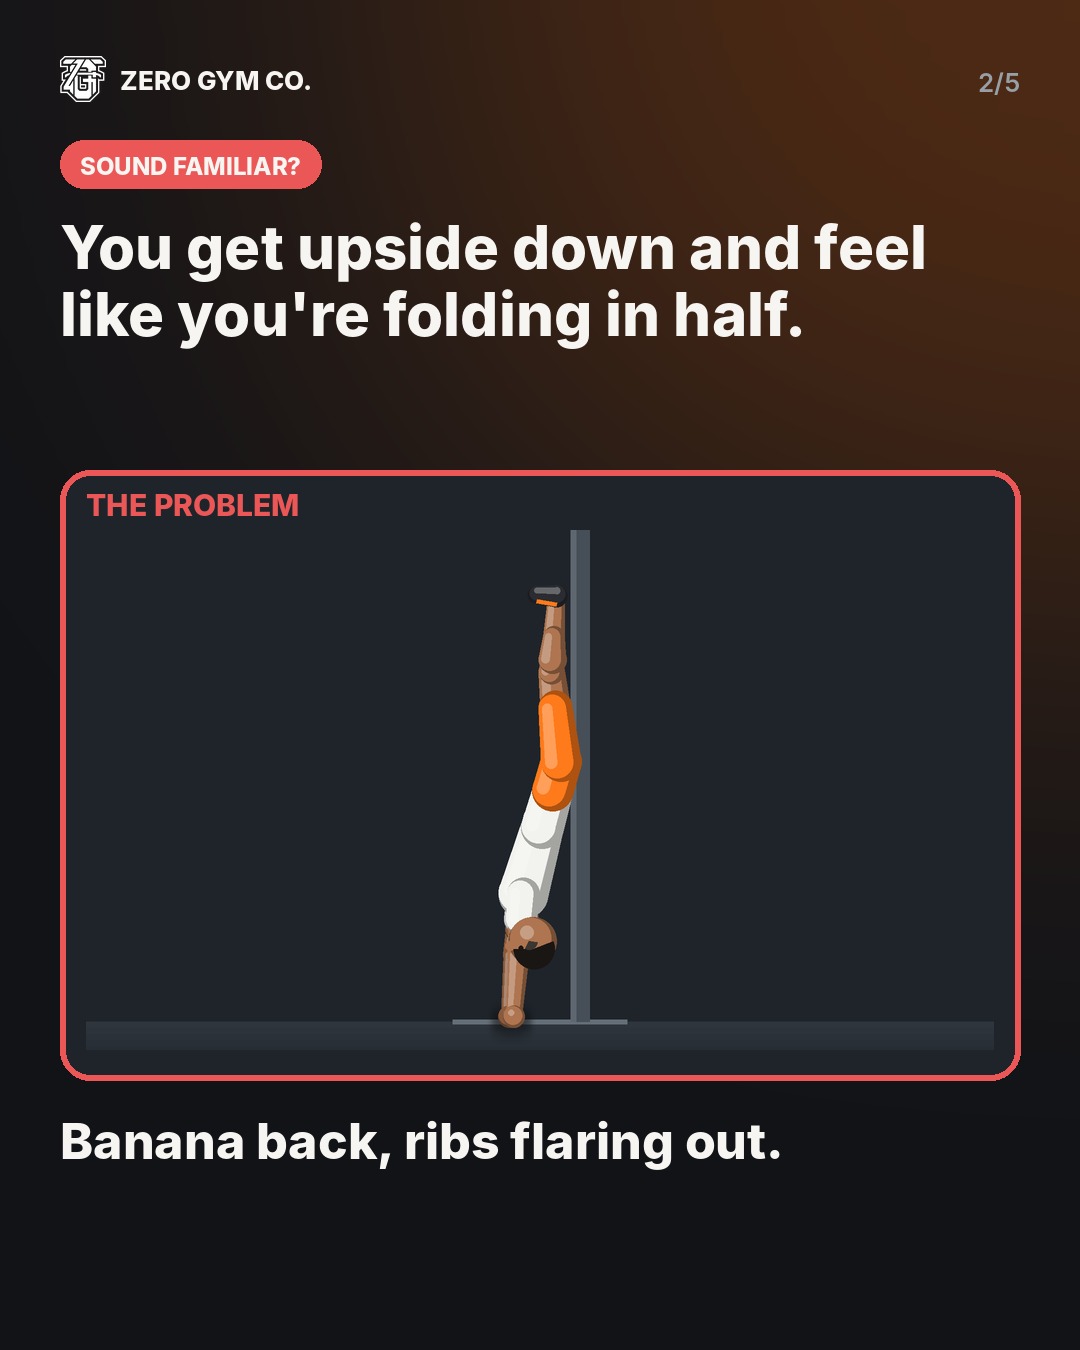 ZERO GYM CO.
2/5
SOUND FAMILIAR?
You get upside down and feel
like you're folding in half.
THE PROBLEM
Banana back, ribs flaring out.